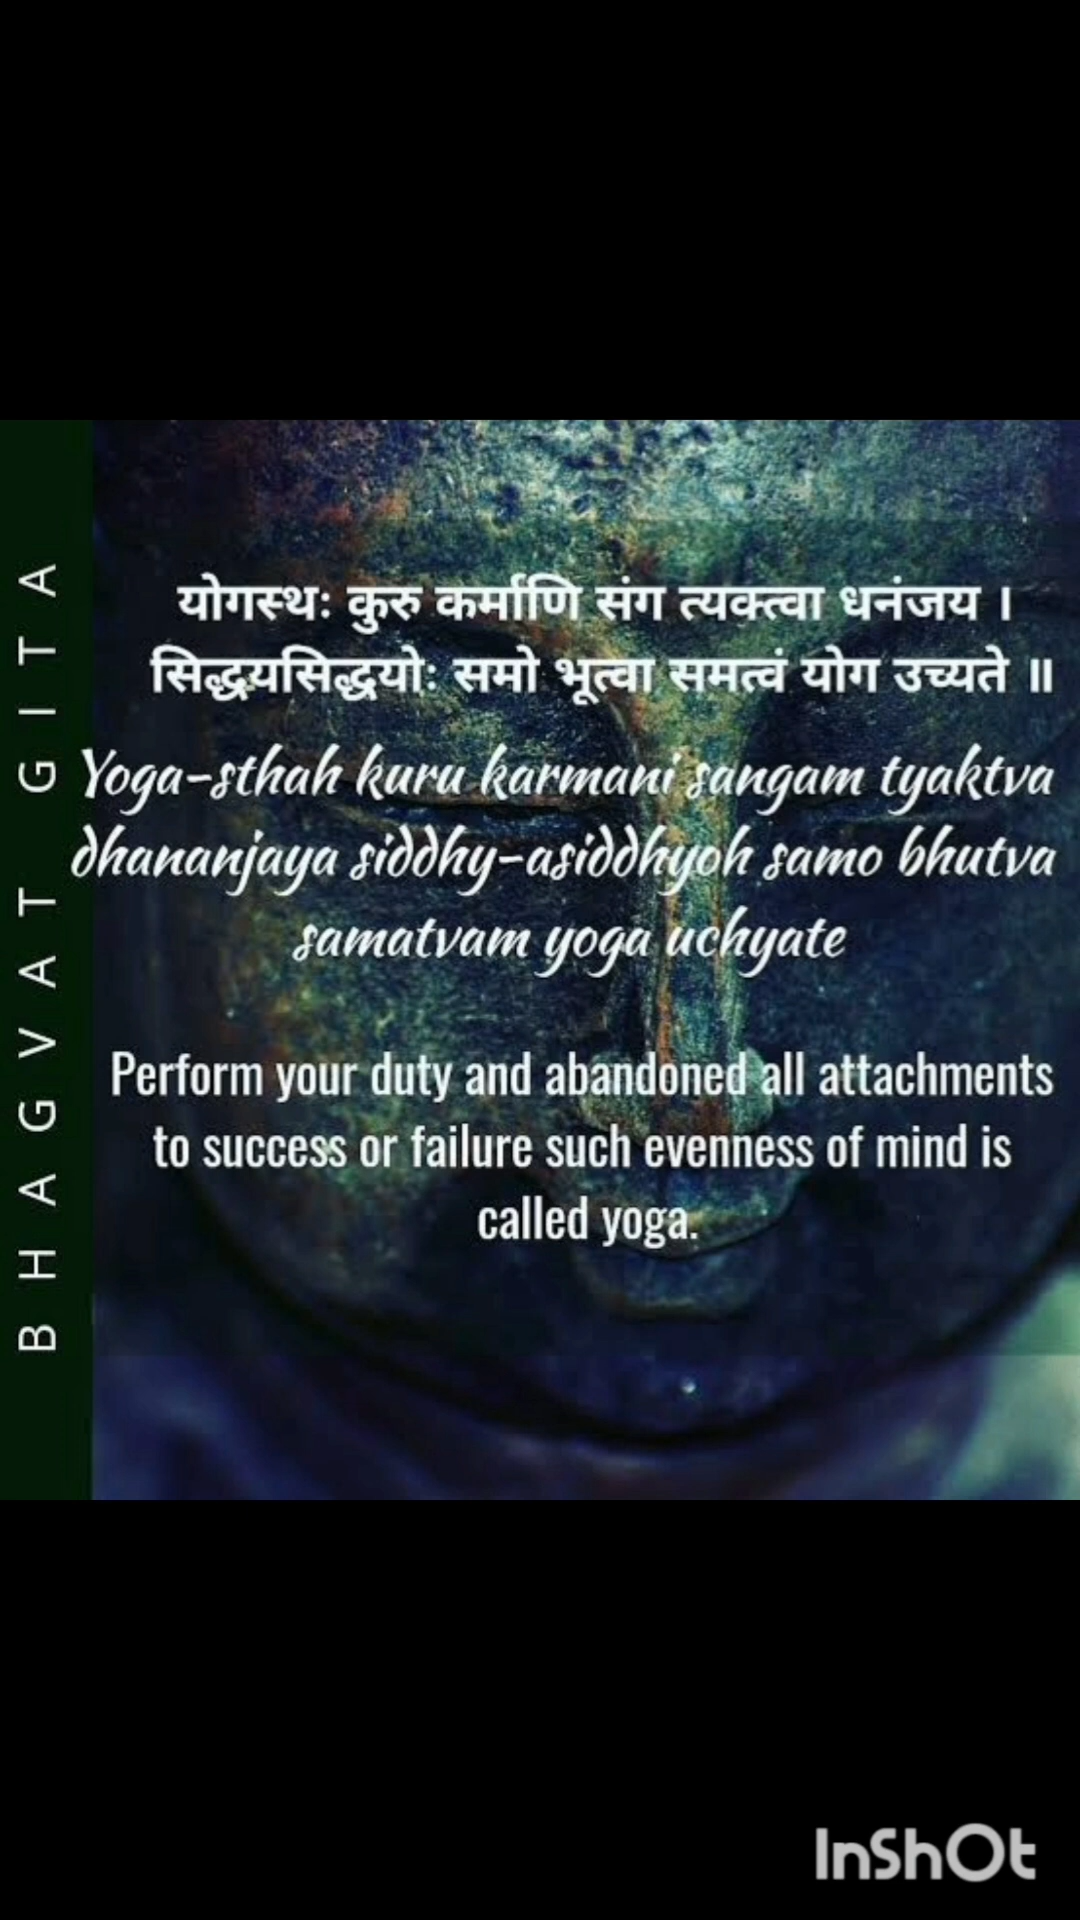 BHAGVAT GITA
योगस्थः कुरु कर्माणि संग त्यक्त्वा धनंजय ।
सिद्धयसिद्धयोः समो भूत्वा समत्वं योग उच्यते ॥
Yoga-sthah kuru karmani sangam tyaktva
dhananjaya siddhy-asiddhyoh samo bhutva
samatvam yoga uchyate
Perform your duty and abandoned all attachments
to success or failure such evenness of mind is
called yoga.
InShOt